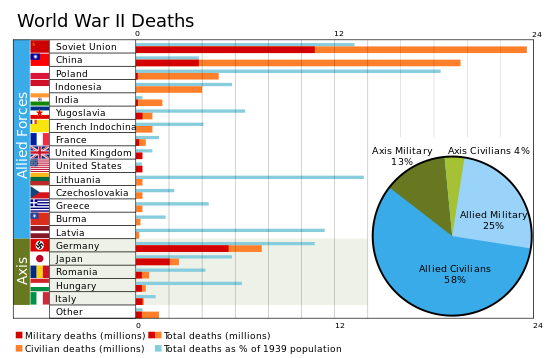 World War II Deaths
0 12 24
Allied Forces
Soviet Union
China
Poland
Indonesia
India
Yugoslavia
French Indochina
France
United Kingdom
United States
Lithuania
Czechoslovakia
Greece
Burma
Latvia
Axis
Germany
Japan
Romania
Hungary
Italy
Other
Axis Military
13%
Axis Civilians 4%
Allied Military
25%
Allied Civilians
58%
0 12 24
Military deaths (millions) Total deaths (millions)
Civilian deaths (millions) Total deaths as % of 1939 population